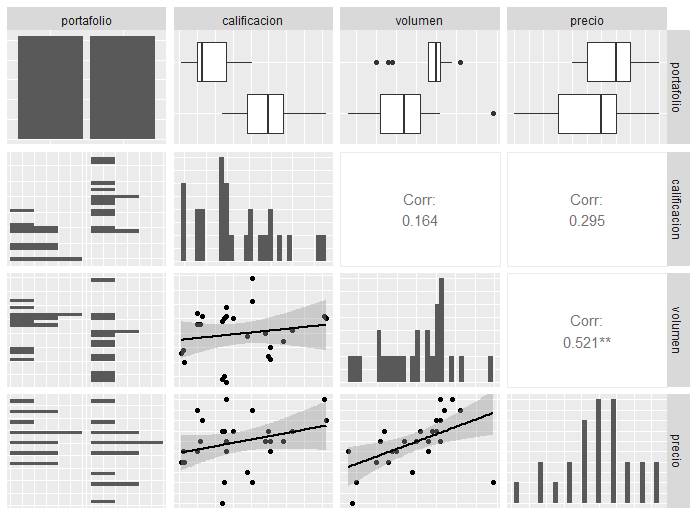 portafolio
calificacion
volumen
precio
portafolio
Corr:
0.164
Corr:
0.295
calificacion
Corr:
0.521**
volumen
precio